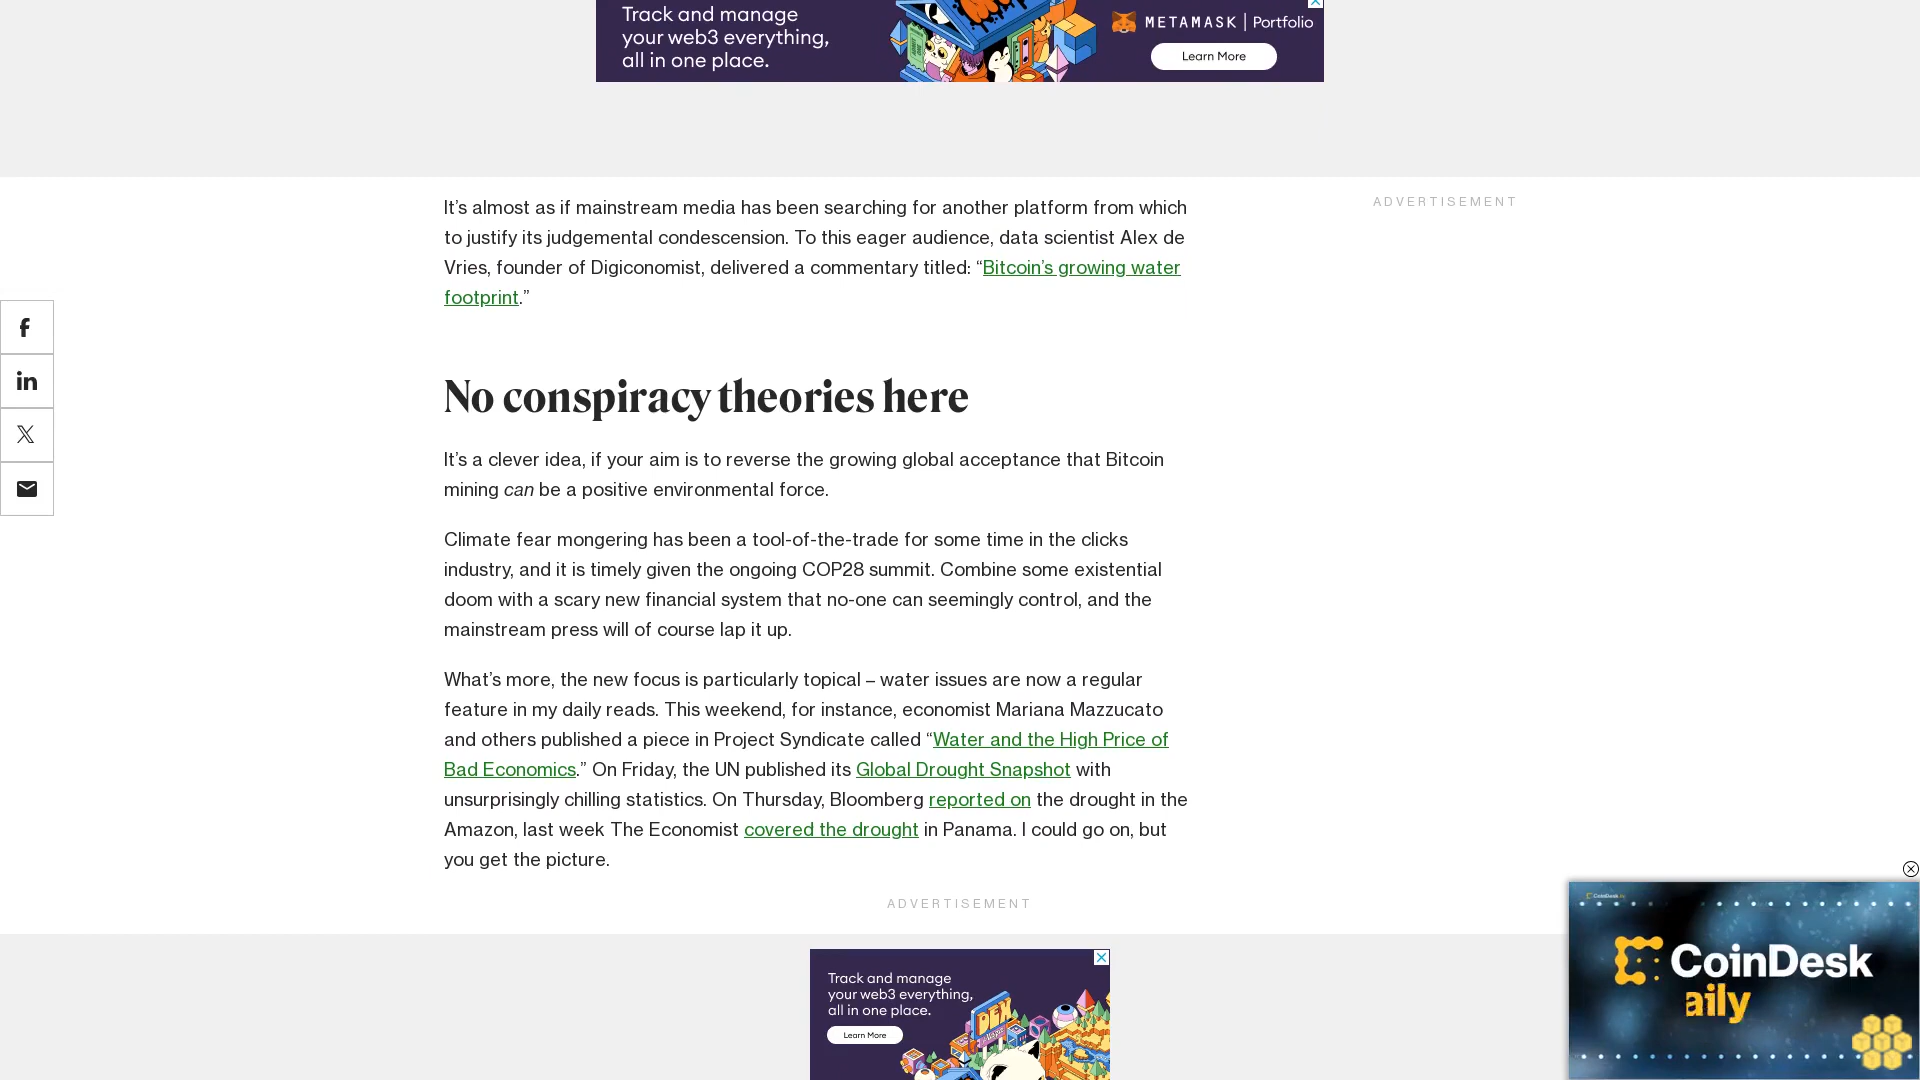 Track and manage
your web3 everything,
all in one place.
METAMASK | Portfolio
Learn More
It’s almost as if mainstream media has been searching for another platform from which
to justify its judgemental condescension. To this eager audience, data scientist Alex de
Vries, founder of Digiconomist, delivered a commentary titled: “Bitcoin’s growing water
footprint.”
ADVERTISEMENT
No conspiracy theories here
It’s a clever idea, if your aim is to reverse the growing global acceptance that Bitcoin
mining can be a positive environmental force.
Climate fear mongering has been a tool-of-the-trade for some time in the clicks
industry, and it is timely given the ongoing COP28 summit. Combine some existential
doom with a scary new financial system that no-one can seemingly control, and the
mainstream press will of course lap it up.
What’s more, the new focus is particularly topical – water issues are now a regular
feature in my daily reads. This weekend, for instance, economist Mariana Mazzucato
and others published a piece in Project Syndicate called “Water and the High Price of
Bad Economics.” On Friday, the UN published its Global Drought Snapshot with
unsurprisingly chilling statistics. On Thursday, Bloomberg reported on the drought in the
Amazon, last week The Economist covered the drought in Panama. I could go on, but
you get the picture.
ADVERTISEMENT
Track and manage
your web3 everything,
all in one place.
Learn More
DEX
CoinDesk
aily